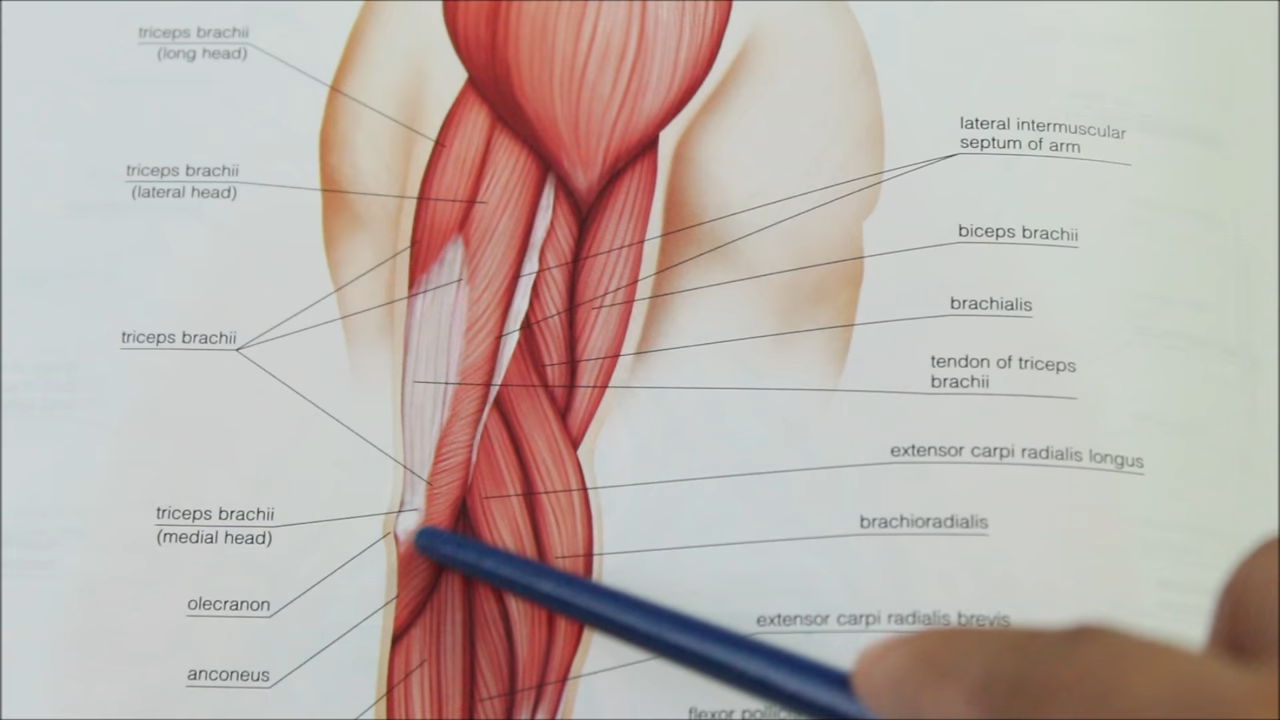 triceps brachii
(long head)
triceps brachii
(lateral head)
triceps brachii
triceps brachii
(medial head)
olecranon
anconeus
lateral intermuscular
septum of arm
biceps brachii
brachialis
tendon of triceps
brachii
extensor carpi radialis longus
brachioradialis
extensor carpi radialis brevis
flexor